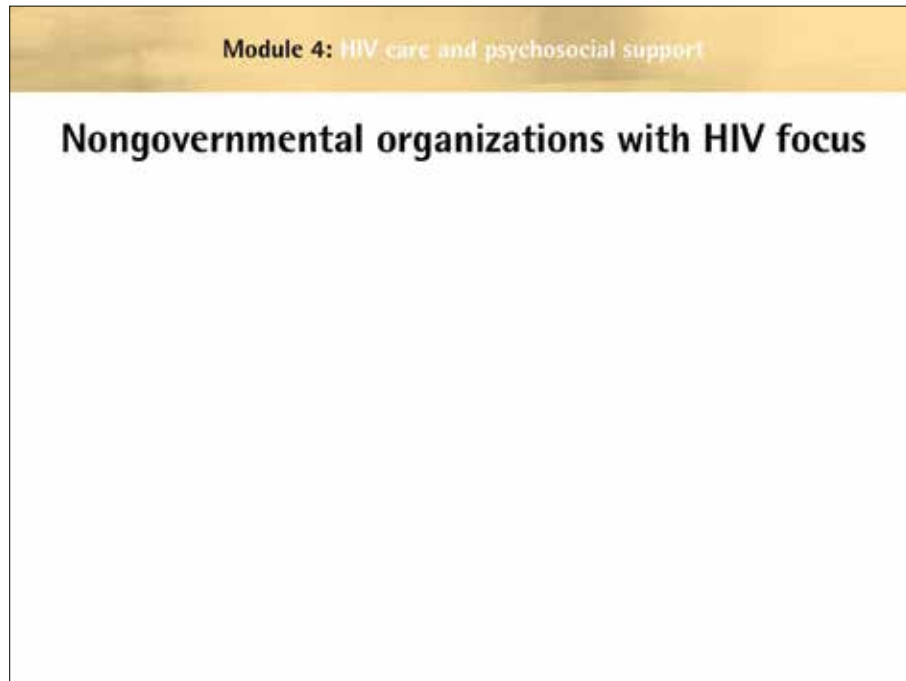 Module 4: HIV care and psychosocial support
Nongovernmental organizations with HIV focus